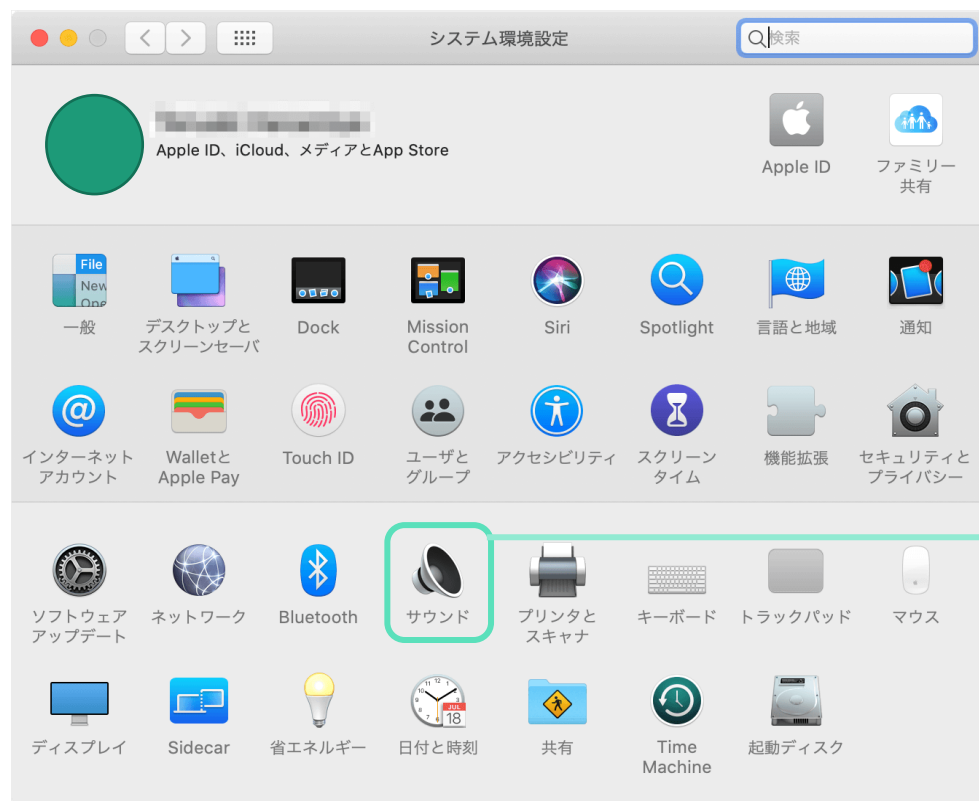 システム環境設定
検索
Apple ID、iCloud、メディアとApp Store
Apple ID
ファミリー
共有
File
New
One
一般
デスクトップと
スクリーンセーバ
Dock
Mission
Control
Siri
Spotlight
言語と地域
通知
インターネット
アカウント
Walletと
Apple Pay
Touch ID
ユーザと
グループ
アクセシビリティ
スクリーン
タイム
機能拡張
セキュリティと
プライバシー
ソフトウェア
アップデート
ネットワーク
Bluetooth
サウンド
プリンタと
スキャナ
キーボード
トラックパッド
マウス
JUL
18
ディスプレイ
Sidecar
省エネルギー
日付と時刻
共有
Time
Machine
起動ディスク